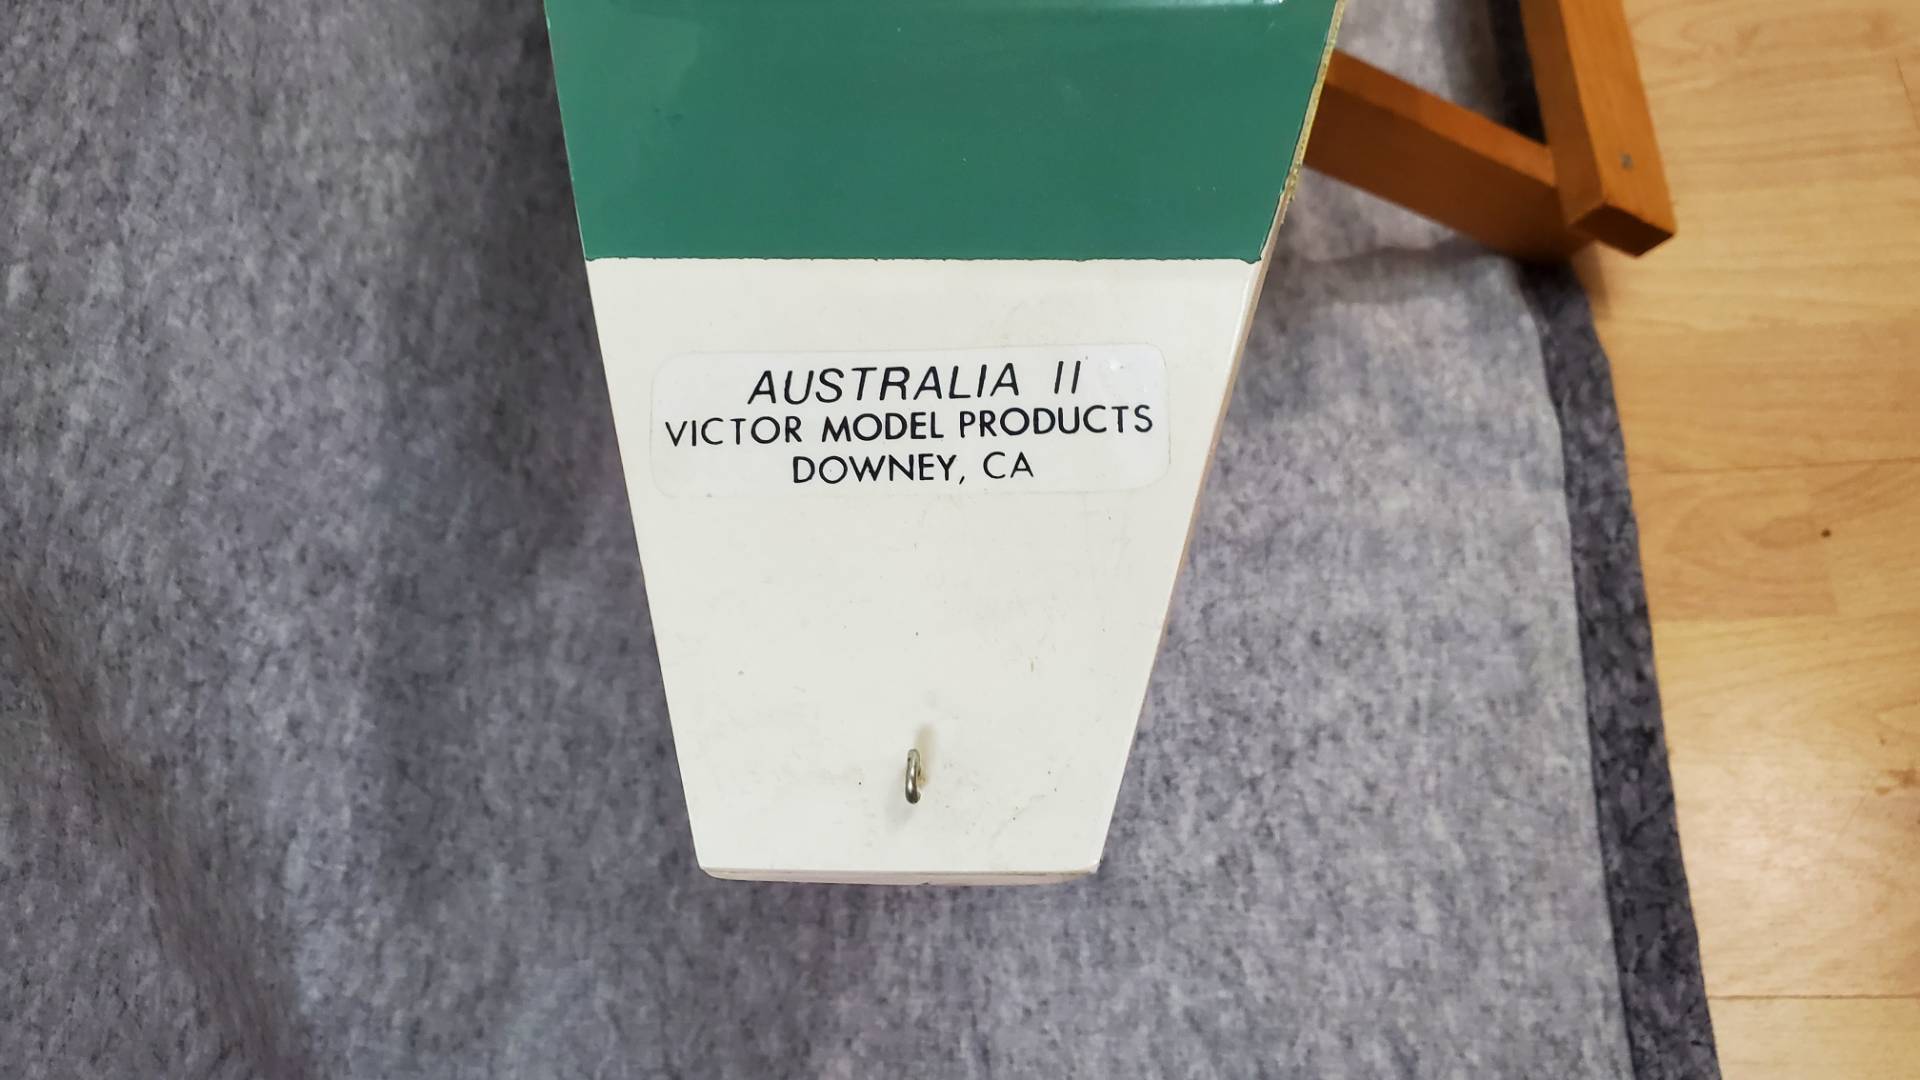 AUSTRALIA II
VICTOR MODEL PRODUCTS
DOWNEY, CA